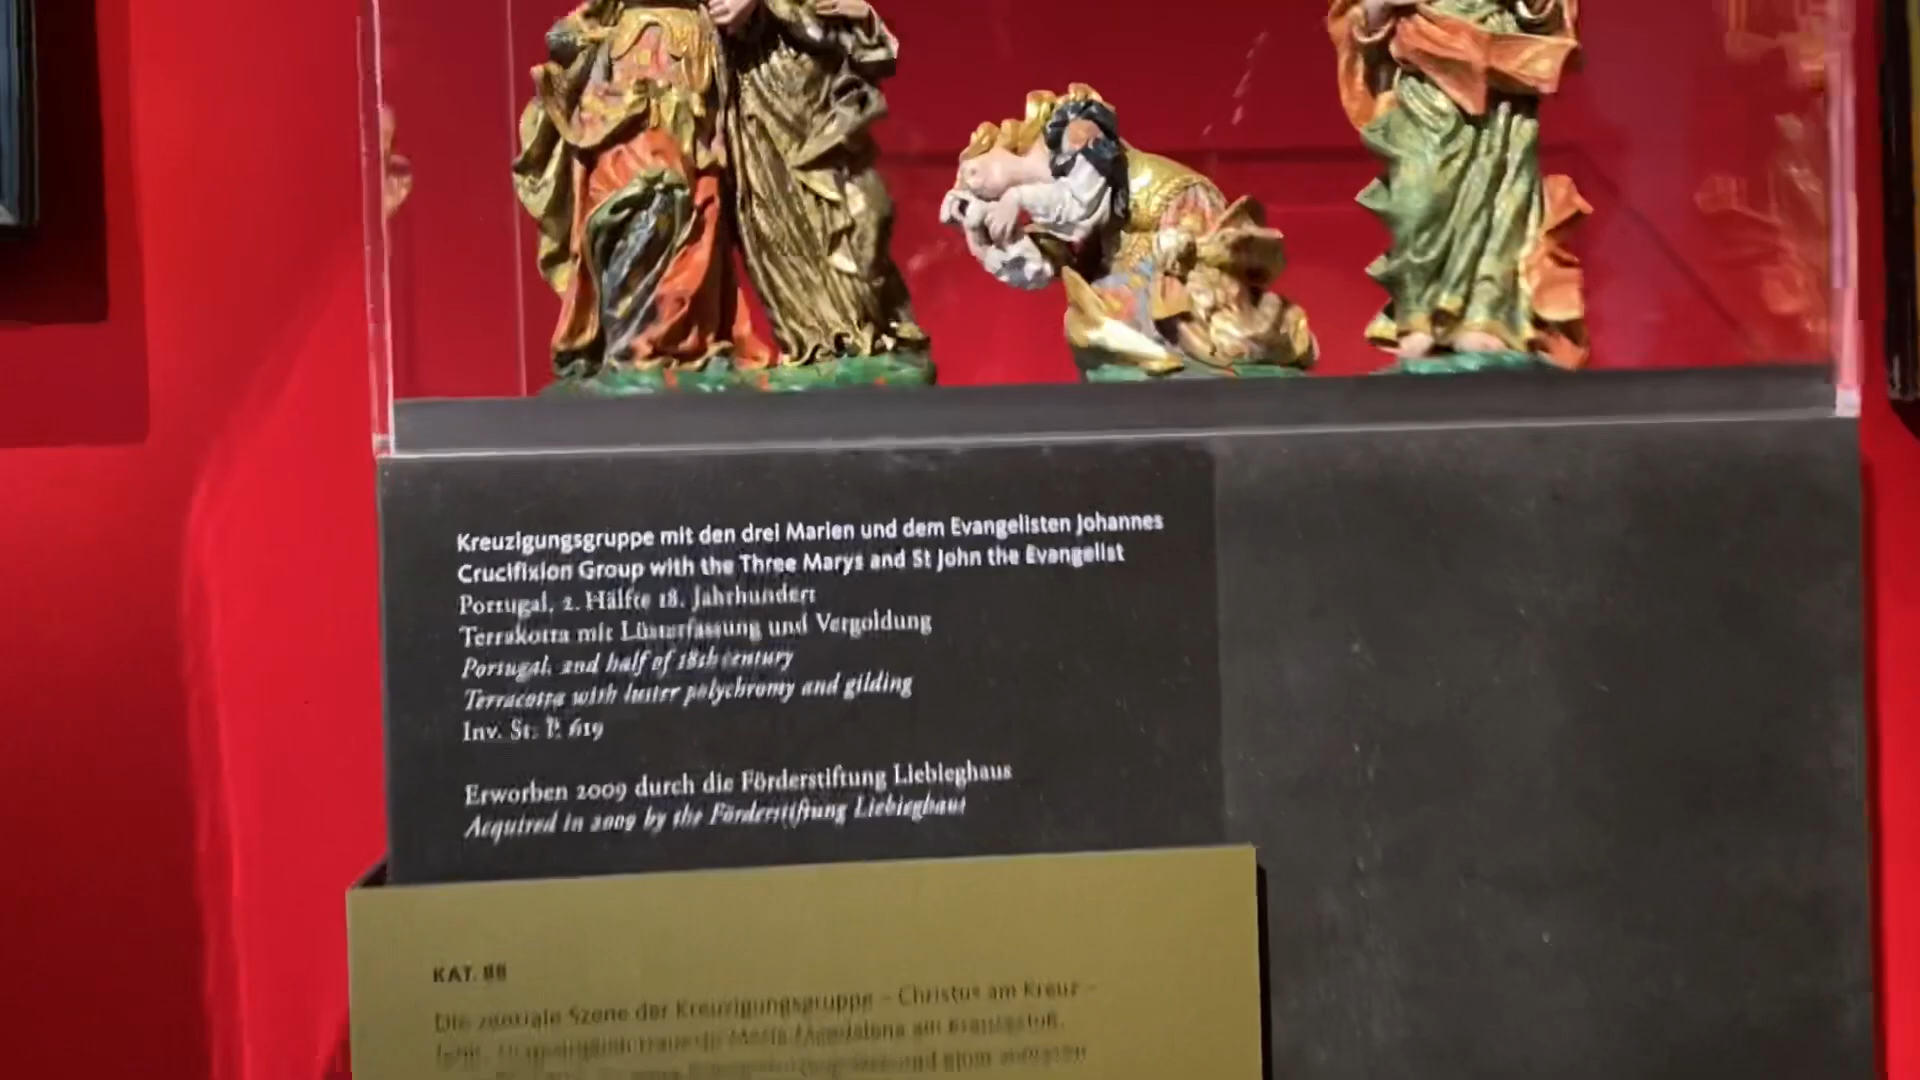 Kreuzigungsgruppe mit den drei Marien und dem Evangelisten Johannes
Crucifixion Group with the Three Marys and St John the Evangelist
Portugal, 2. Hälfte 18. Jahrhundert
Terrakotta mit Lüsterfassung und Vergoldung
Portugal, 2nd half of 18th century
Terracotta with luster polychromy and gilding
Inv. St. P. 619
Erworben 2009 durch die Förderstiftung Liebieghaus
Acquired in 2009 by the Förderstiftung Liebieghaus
KAT. 88
Die zentrale Szene der Kreuzigungsgruppe – Christus am Kreuz –
Maria Magdalena am